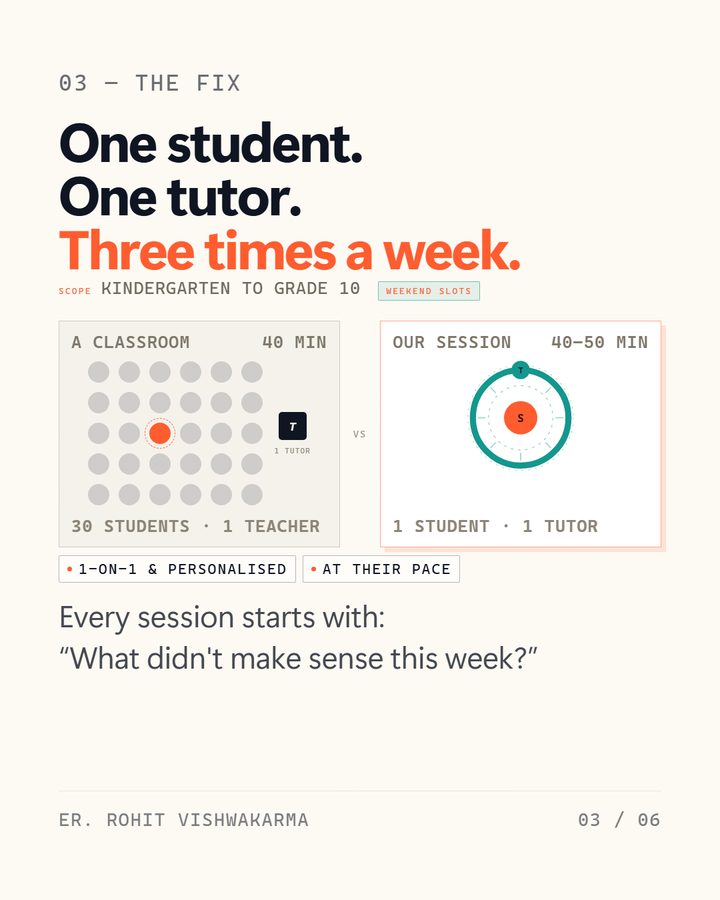 03 — THE FIX
One student.
One tutor.
Three times a week.
SCOPE KINDERGARTEN TO GRADE 10 WEEKEND SLOTS
A CLASSROOM 40 MIN
T
1 TUTOR
30 STUDENTS · 1 TEACHER
VS
OUR SESSION 40–50 MIN
T
S
1 STUDENT · 1 TUTOR
1-ON-1 & PERSONALISED
AT THEIR PACE
Every session starts with:
“What didn't make sense this week?”
ER. ROHIT VISHWAKARMA 03 / 06